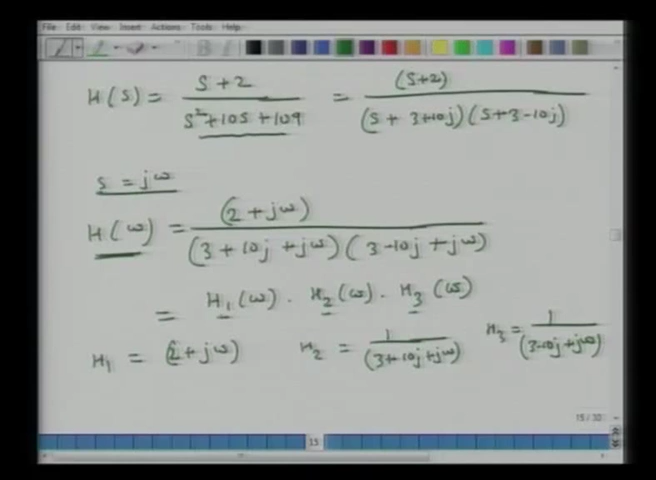 File Edit View Insert Actions Tools Help
H(s) = s+2 / s²+10s+109 = (s+2) / (s+3+10j)(s+3-10j)
s = jω
H(ω) = (2+jω) / (3+10j+jω)(3-10j+jω)
= H₁(ω) · H₂(ω) · H₃(ω)
H₁ = (2+jω) H₂ = 1 / (3+10j+jω) H₃ = 1 / (3-10j+jω)
15/32
15